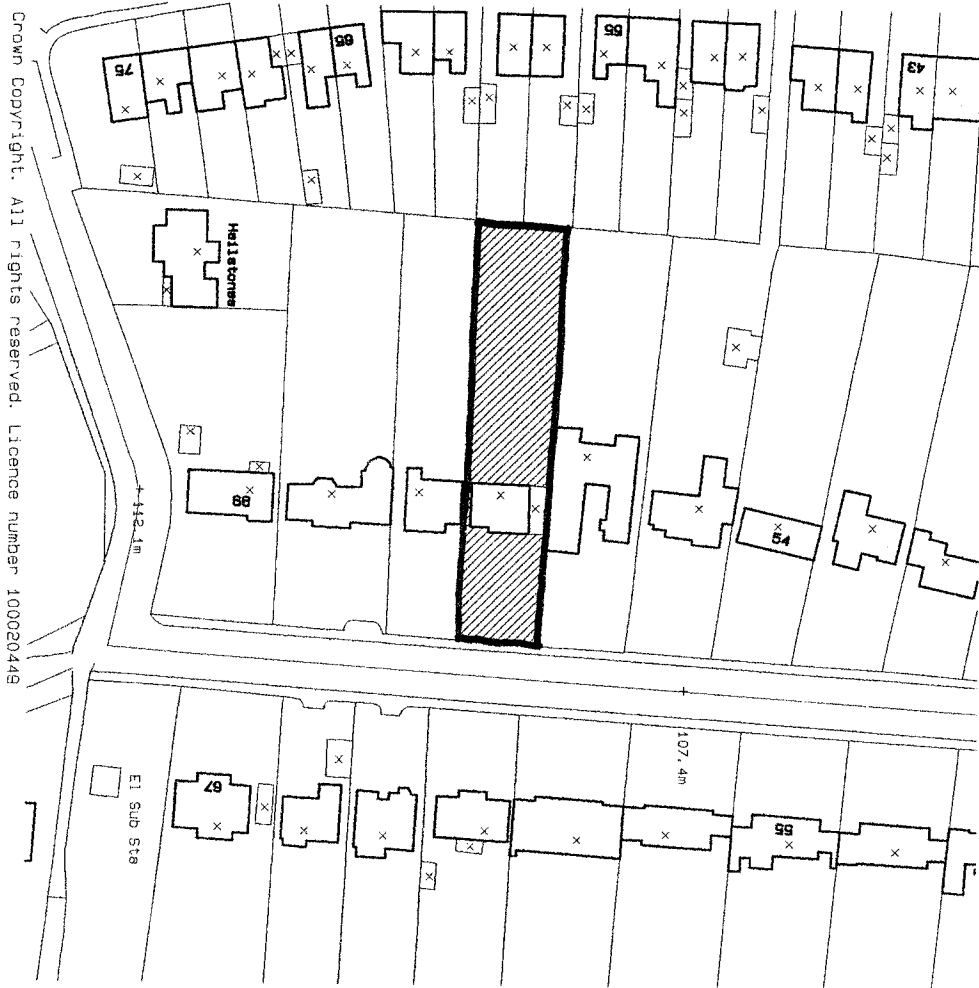 75
65
55
43
Hailstones
68
54
112.1m
107.4m
67
55
El Sub Sta
Crown Copyright. All rights reserved. Licence number 100020449